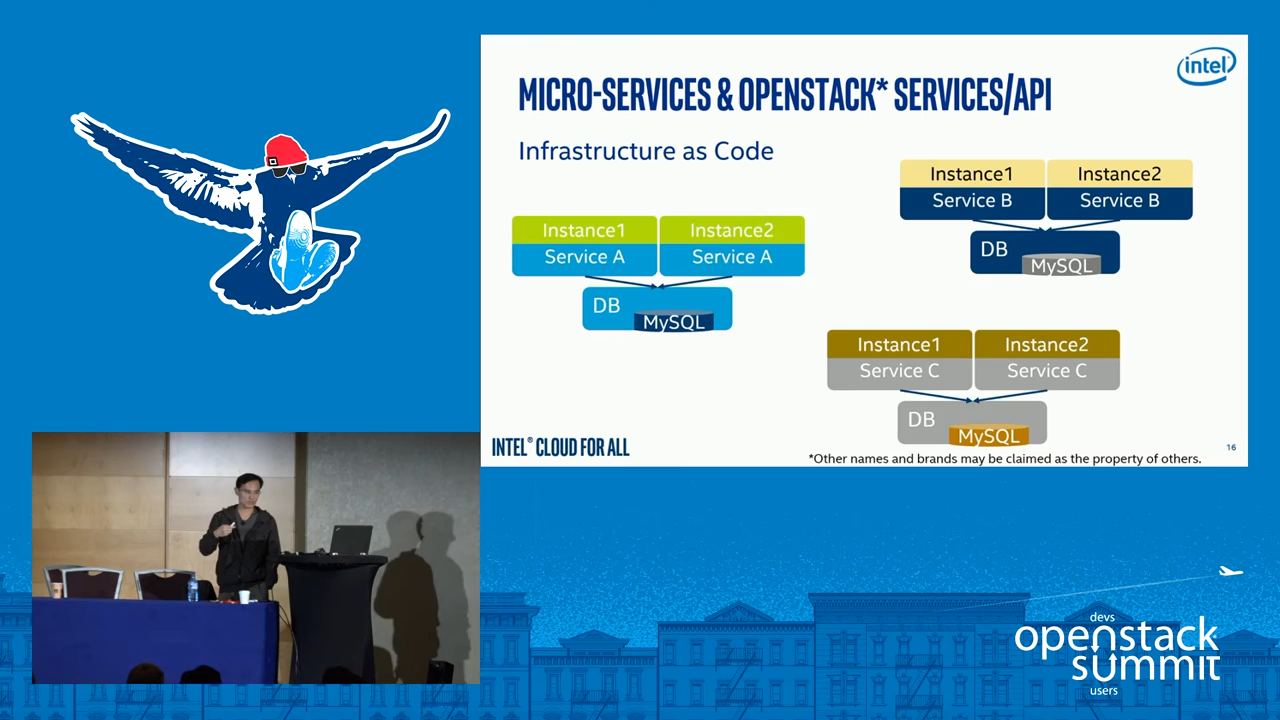 intel
MICRO-SERVICES & OPENSTACK* SERVICES/API
Infrastructure as Code
Instance1
Instance2
Service A
Service A
DB
MySQL
Instance1
Instance2
Service B
Service B
DB
MySQL
Instance1
Instance2
Service C
Service C
DB
MySQL
INTEL® CLOUD FOR ALL
16
*Other names and brands may be claimed as the property of others.
devs
openstack
summit
users